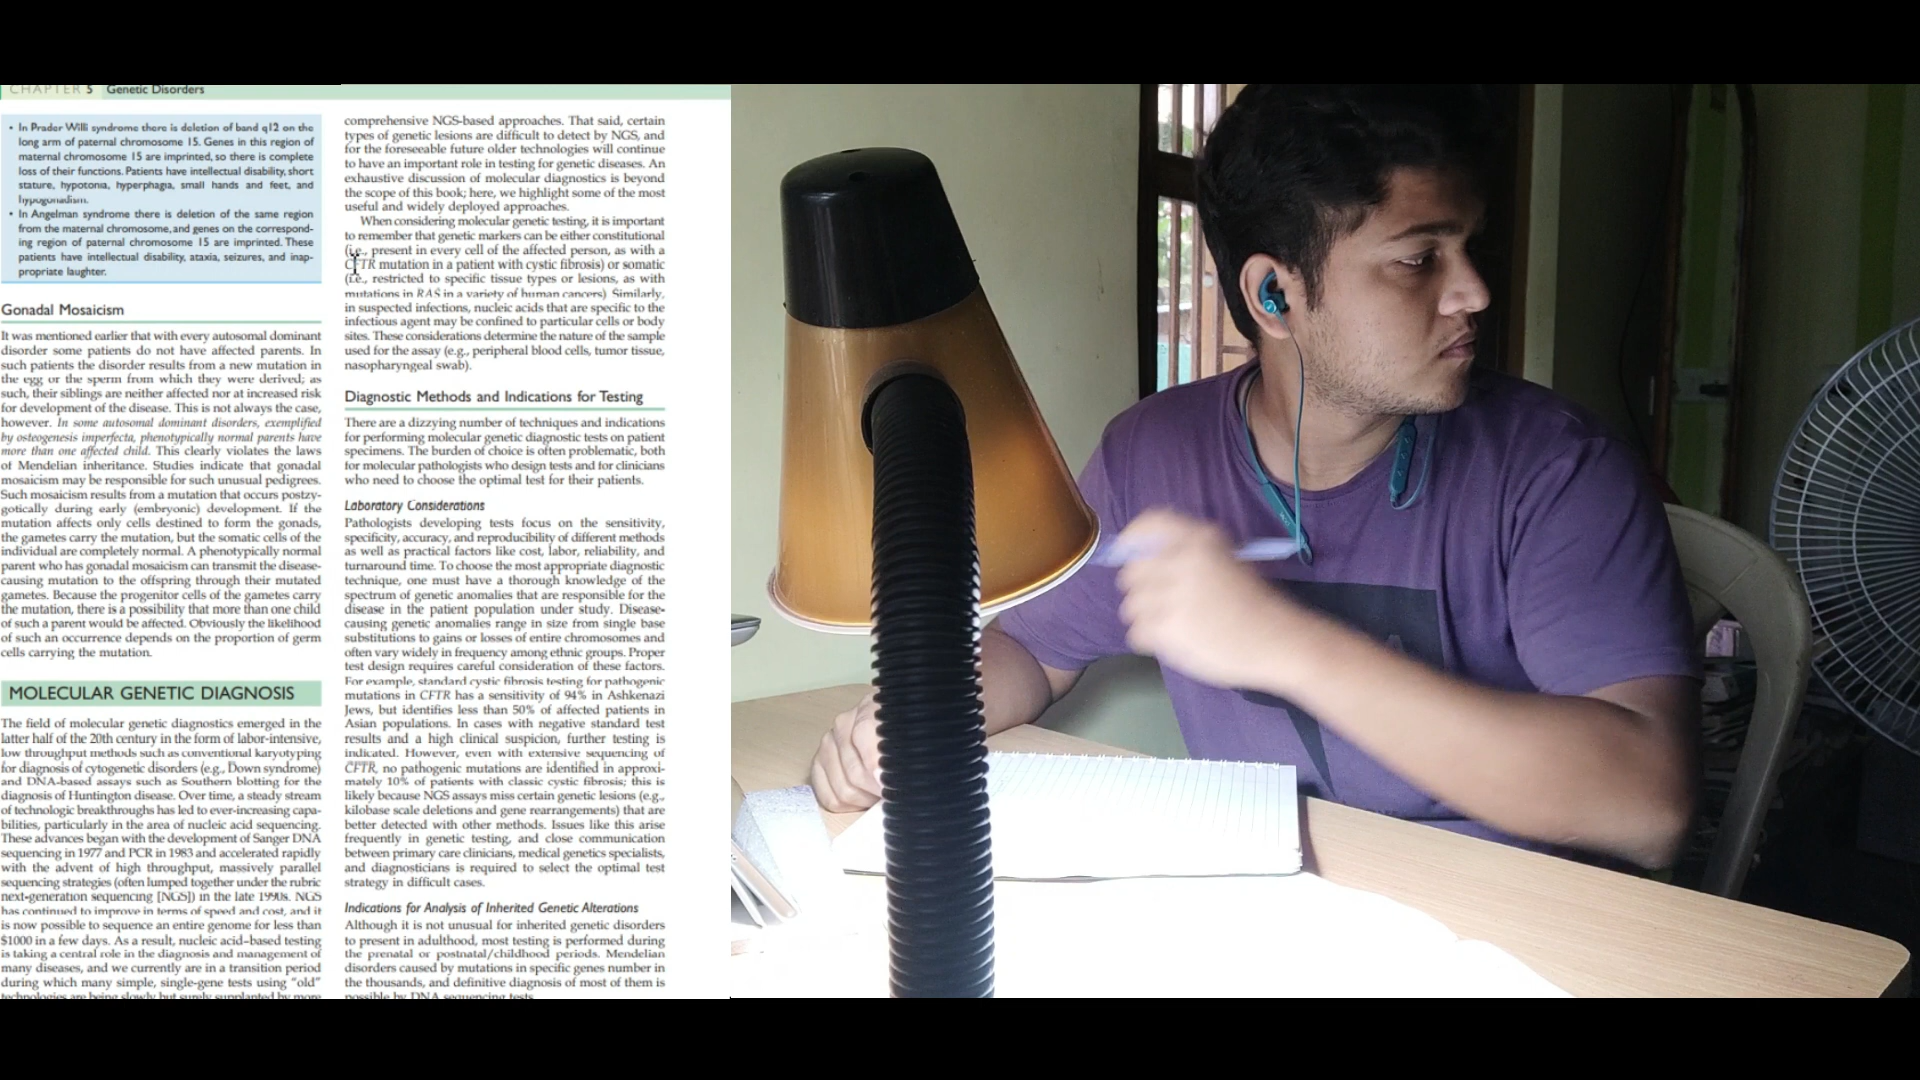 CHAPTER 5 Genetic Disorders
• In Prader Willi syndrome there is deletion of band q12 on the
long arm of paternal chromosome 15. Genes in this region of
maternal chromosome 15 are imprinted, so there is complete
loss of their functions. Patients have intellectual disability, short
stature, hypotonia, hyperphagia, small hands and feet, and
hypogonadism.
• In Angelman syndrome there is deletion of the same region
from the maternal chromosome, and genes on the correspond-
ing region of paternal chromosome 15 are imprinted. These
patients have intellectual disability, ataxia, seizures, and inap-
propriate laughter.
Gonadal Mosaicism
It was mentioned earlier that with every autosomal dominant
disorder some patients do not have affected parents. In
such patients the disorder results from a new mutation in
the egg or the sperm from which they were derived; as
such, their siblings are neither affected nor at increased risk
for development of the disease. This is not always the case,
however. In some autosomal dominant disorders, exemplified
by osteogenesis imperfecta, phenotypically normal parents have
more than one affected child. This clearly violates the laws
of Mendelian inheritance. Studies indicate that gonadal
mosaicism may be responsible for such unusual pedigrees.
Such mosaicism results from a mutation that occurs postzy-
gotically during early (embryonic) development. If the
mutation affects only cells destined to form the gonads,
the gametes carry the mutation, but the somatic cells of the
individual are completely normal. A phenotypically normal
parent who has gonadal mosaicism can transmit the disease-
causing mutation to the offspring through their mutated
gametes. Because the progenitor cells of the gametes carry
the mutation, there is a possibility that more than one child
of such a parent would be affected. Obviously the likelihood
of such an occurrence depends on the proportion of germ
cells carrying the mutation.
MOLECULAR GENETIC DIAGNOSIS
The field of molecular genetic diagnostics emerged in the
latter half of the 20th century in the form of labor-intensive,
low throughput methods such as conventional karyotyping
for diagnosis of cytogenetic disorders (e.g., Down syndrome)
and DNA-based assays such as Southern blotting for the
diagnosis of Huntington disease. Over time, a steady stream
of technologic breakthroughs has led to ever-increasing capa-
bilities, particularly in the area of nucleic acid sequencing.
These advances began with the development of Sanger DNA
sequencing in 1977 and PCR in 1983 and accelerated rapidly
with the advent of high throughput, massively parallel
sequencing strategies (often lumped together under the rubric
next-generation sequencing [NGS]) in the late 1990s. NGS
has continued to improve in terms of speed and cost, and it
is now possible to sequence an entire genome for less than
$1000 in a few days. As a result, nucleic acid–based testing
is taking a central role in the diagnosis and management of
many diseases, and we currently are in a transition period
during which many simple, single-gene tests using "old"
technologies are being slowly but surely supplanted by more
comprehensive NGS-based approaches. That said, certain
types of genetic lesions are difficult to detect by NGS, and
for the foreseeable future older technologies will continue
to have an important role in testing for genetic diseases. An
exhaustive discussion of molecular diagnostics is beyond
the scope of this book; here, we highlight some of the most
useful and widely deployed approaches.
When considering molecular genetic testing, it is important
to remember that genetic markers can be either constitutional
(i.e., present in every cell of the affected person, as with a
CFTR mutation in a patient with cystic fibrosis) or somatic
(i.e., restricted to specific tissue types or lesions, as with
mutations in RAS in a variety of human cancers). Similarly,
in suspected infections, nucleic acids that are specific to the
infectious agent may be confined to particular cells or body
sites. These considerations determine the nature of the sample
used for the assay (e.g., peripheral blood cells, tumor tissue,
nasopharyngeal swab).
Diagnostic Methods and Indications for Testing
There are a dizzying number of techniques and indications
for performing molecular genetic diagnostic tests on patient
specimens. The burden of choice is often problematic, both
for molecular pathologists who design tests and for clinicians
who need to choose the optimal test for their patients.
Laboratory Considerations
Pathologists developing tests focus on the sensitivity,
specificity, accuracy, and reproducibility of different methods
as well as practical factors like cost, labor, reliability, and
turnaround time. To choose the most appropriate diagnostic
technique, one must have a thorough knowledge of the
spectrum of genetic anomalies that are responsible for the
disease in the patient population under study. Disease-
causing genetic anomalies range in size from single base
substitutions to gains or losses of entire chromosomes and
often vary widely in frequency among ethnic groups. Proper
test design requires careful consideration of these factors.
For example, standard cystic fibrosis testing for pathogenic
mutations in CFTR has a sensitivity of 94% in Ashkenazi
Jews, but identifies less than 50% of affected patients in
Asian populations. In cases with negative standard test
results and a high clinical suspicion, further testing is
indicated. However, even with extensive sequencing of
CFTR, no pathogenic mutations are identified in approxi-
mately 10% of patients with classic cystic fibrosis; this is
likely because NGS assays miss certain genetic lesions (e.g.,
kilobase scale deletions and gene rearrangements) that are
better detected with other methods. Issues like this arise
frequently in genetic testing, and close communication
between primary care clinicians, medical genetics specialists,
and diagnosticians is required to select the optimal test
strategy in difficult cases.
Indications for Analysis of Inherited Genetic Alterations
Although it is not unusual for inherited genetic disorders
to present in adulthood, most testing is performed during
the prenatal or postnatal/childhood periods. Mendelian
disorders caused by mutations in specific genes number in
the thousands, and definitive diagnosis of most of them is
possible by DNA sequencing tests.